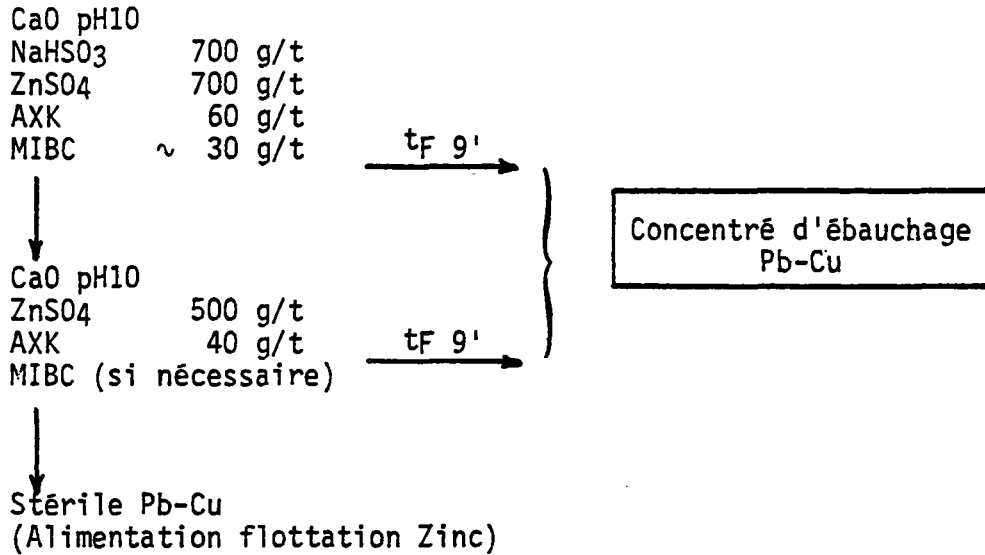 CaO pH10
NaHSO3 700 g/t
ZnSO4 700 g/t
AXK 60 g/t
MIBC ~ 30 g/t
tF 9'
Concentré d'ébauchage
Pb-Cu
CaO pH10
ZnSO4 500 g/t
AXK 40 g/t
tF 9'
MIBC (si nécessaire)
Stérile Pb-Cu
(Alimentation flottation Zinc)